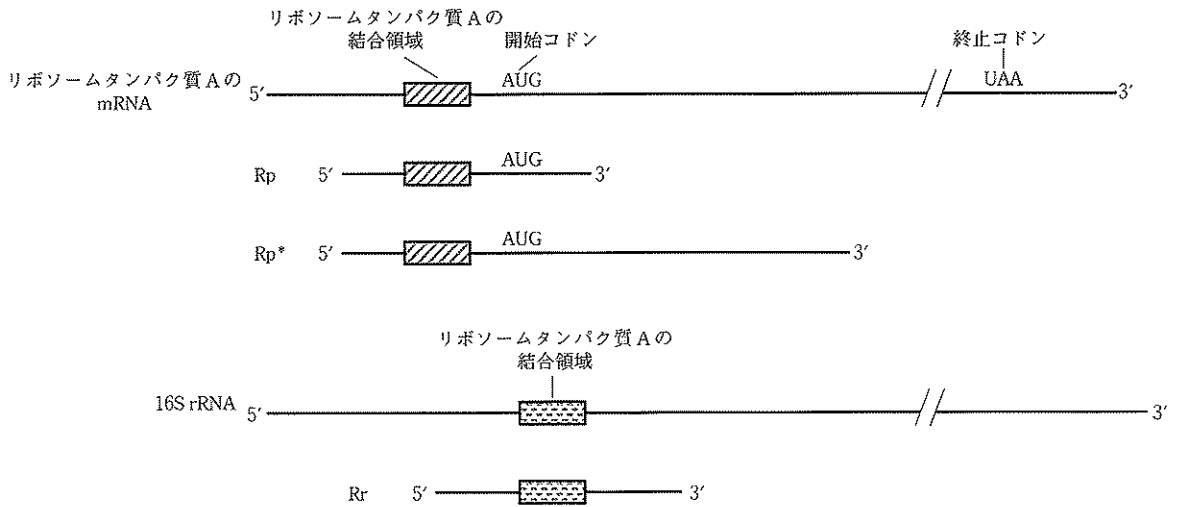 リボソームタンパク質Aの
結合領域
開始コドン
終止コドン
リボソームタンパク質Aの
mRNA
5′
AUG
UAA
3′
Rp 5′ AUG 3′
Rp* 5′ AUG 3′
リボソームタンパク質Aの
結合領域
16S rRNA 5′ 3′
Rr 5′ 3′